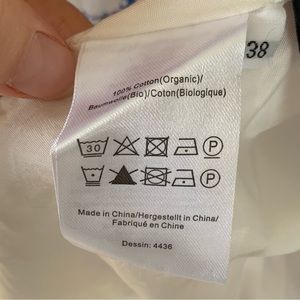 38
100% Cotton(Organic)/
Baumwolle(Bio)/Coton(Biologique)
30
P
P
Made in China/Hergestellt in China/
Fabriqué en Chine
Dessin: 4436